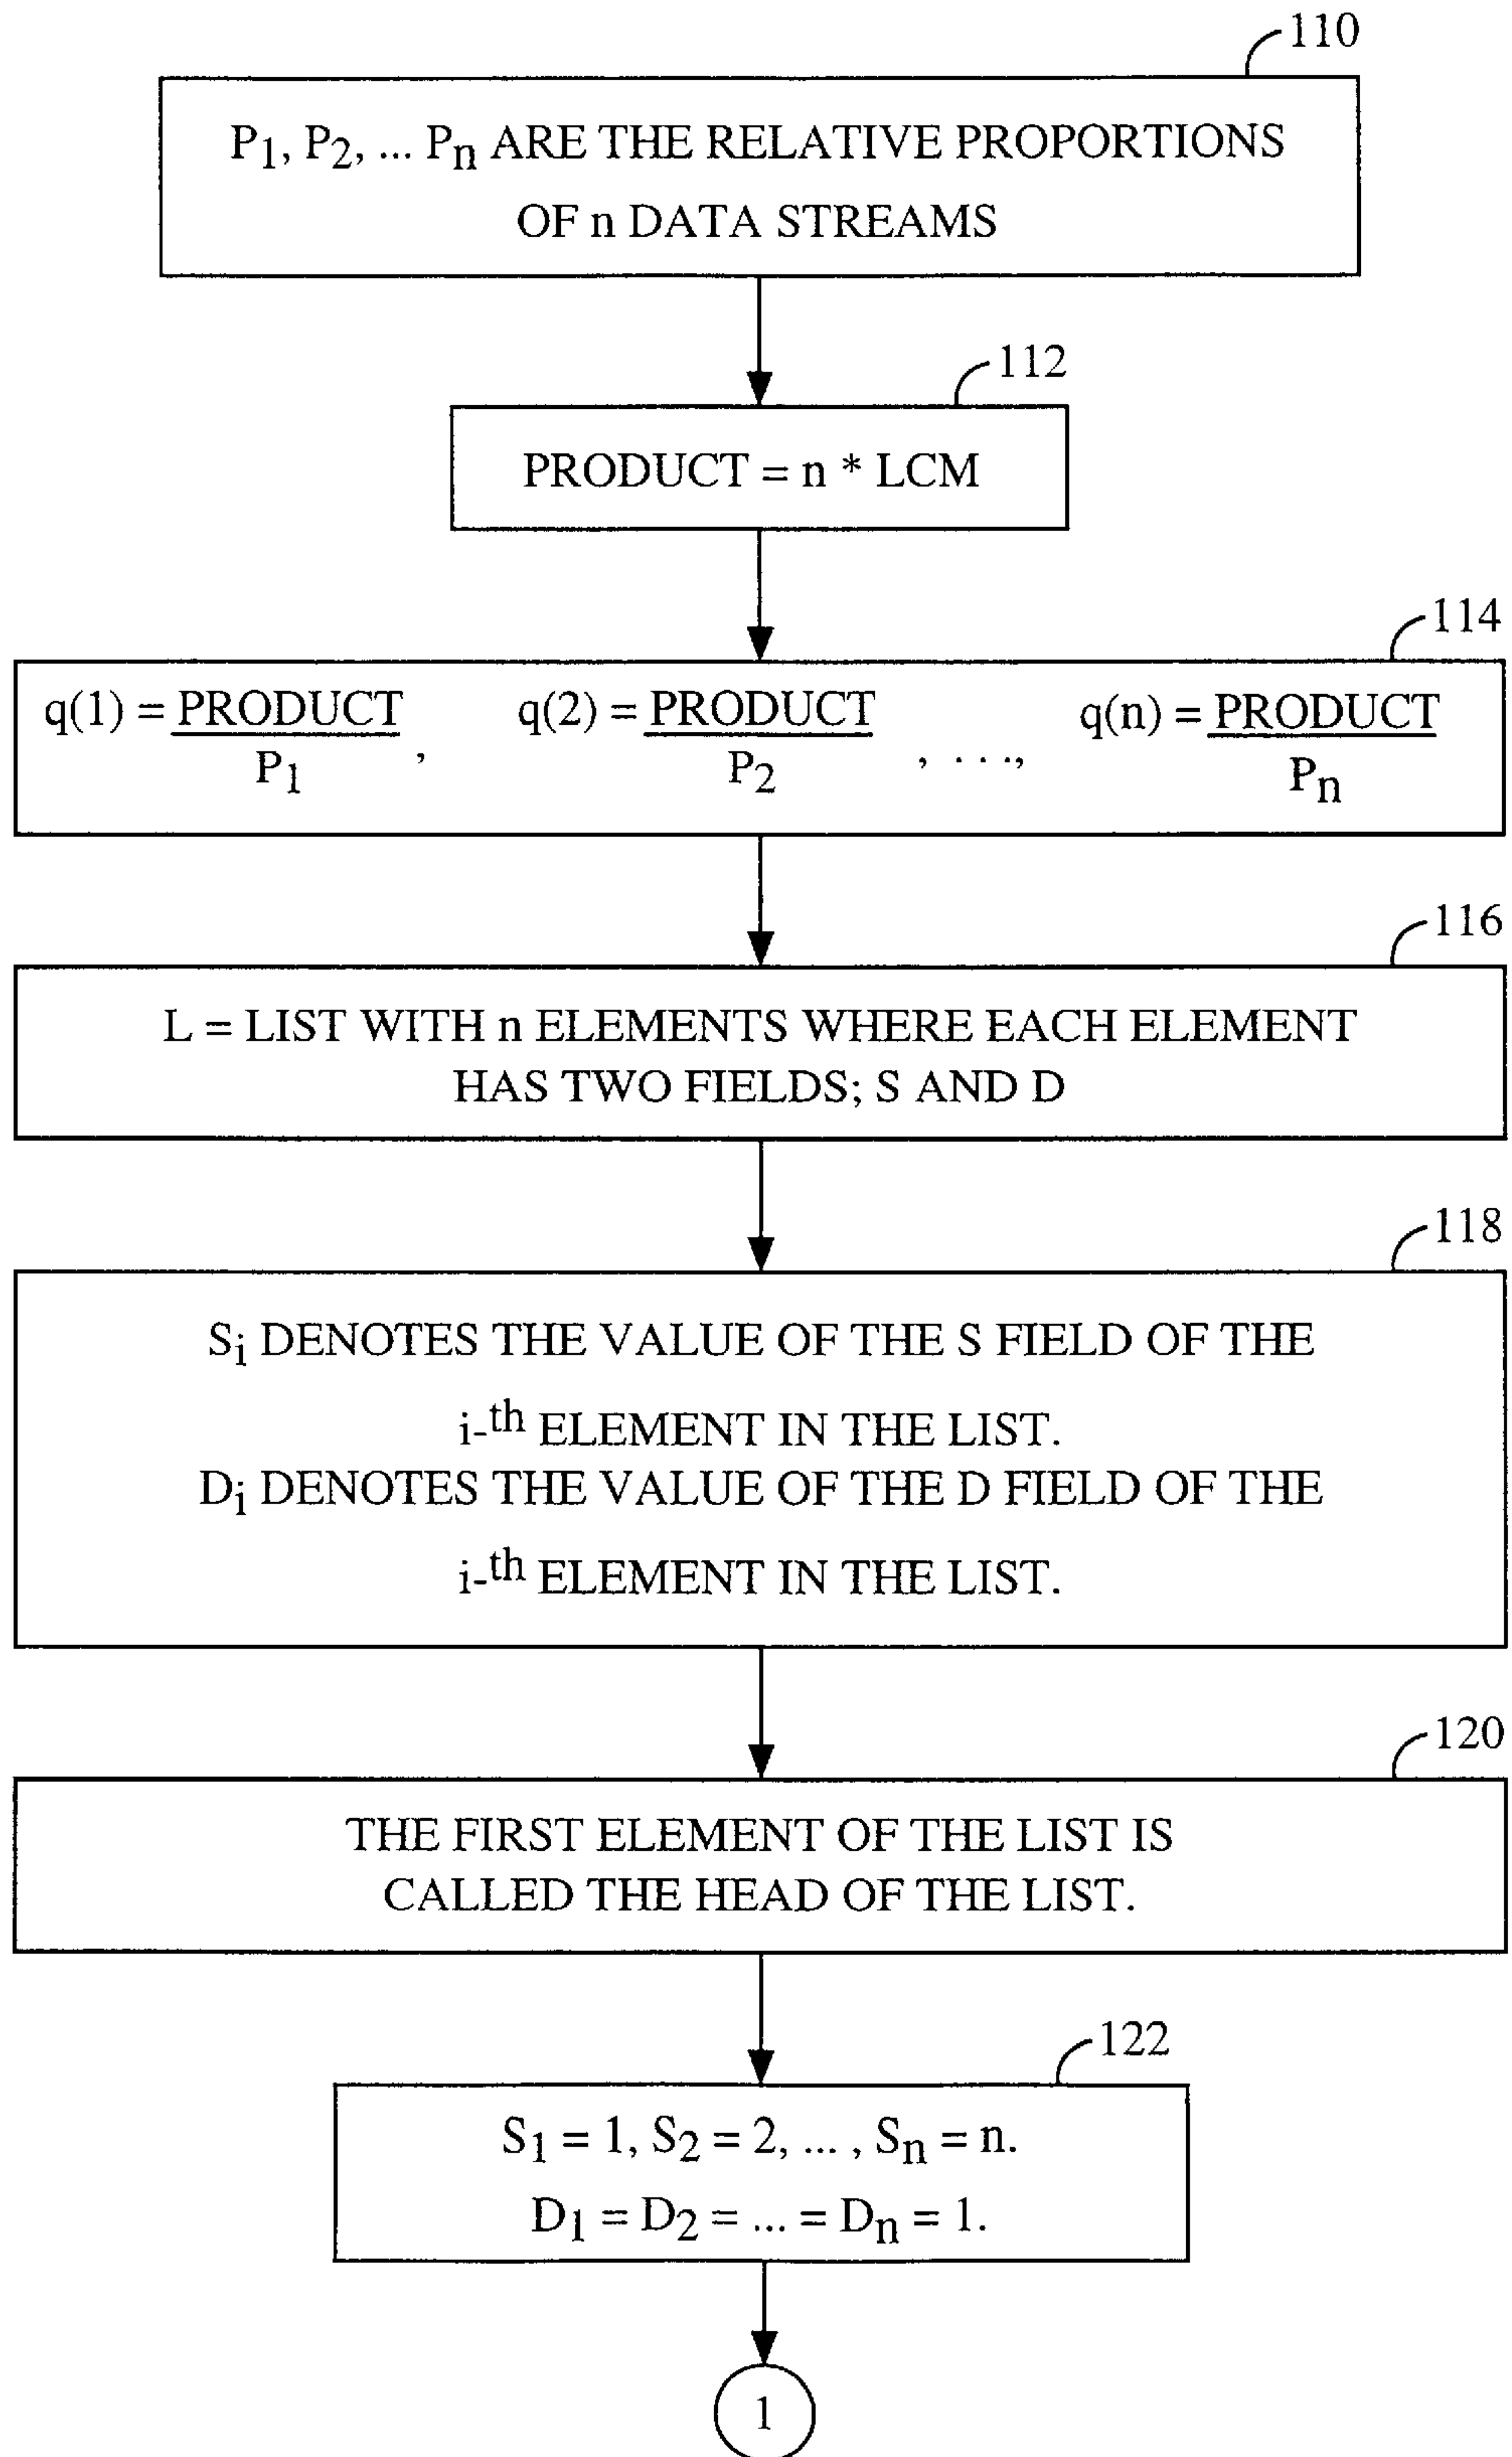 110
P1, P2, ... Pn ARE THE RELATIVE PROPORTIONS
OF n DATA STREAMS
112
PRODUCT = n * LCM
114
q(1) = PRODUCT / P1 , q(2) = PRODUCT / P2 , . . ., q(n) = PRODUCT / Pn
116
L = LIST WITH n ELEMENTS WHERE EACH ELEMENT
HAS TWO FIELDS; S AND D
118
Si DENOTES THE VALUE OF THE S FIELD OF THE
i-th ELEMENT IN THE LIST.
Di DENOTES THE VALUE OF THE D FIELD OF THE
i-th ELEMENT IN THE LIST.
120
THE FIRST ELEMENT OF THE LIST IS
CALLED THE HEAD OF THE LIST.
122
S1 = 1, S2 = 2, ... , Sn = n.
D1 = D2 = ... = Dn = 1.
1